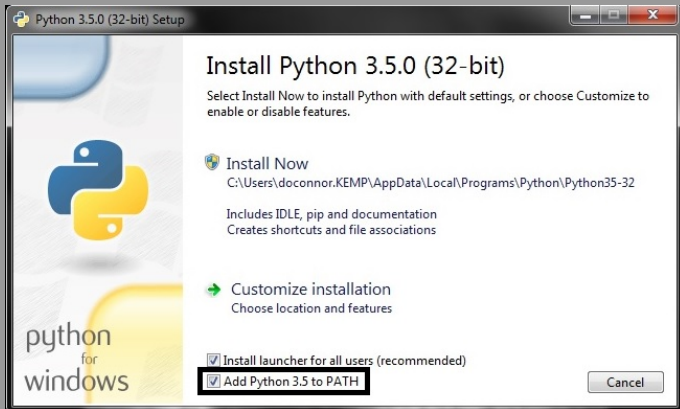 Python 3.5.0 (32-bit) Setup
Install Python 3.5.0 (32-bit)
Select Install Now to install Python with default settings, or choose Customize to
enable or disable features.
Install Now
C:\Users\doconnor.KEMP\AppData\Local\Programs\Python\Python35-32
Includes IDLE, pip and documentation
Creates shortcuts and file associations
Customize installation
Choose location and features
python
for
windows
Install launcher for all users (recommended)
Add Python 3.5 to PATH
Cancel